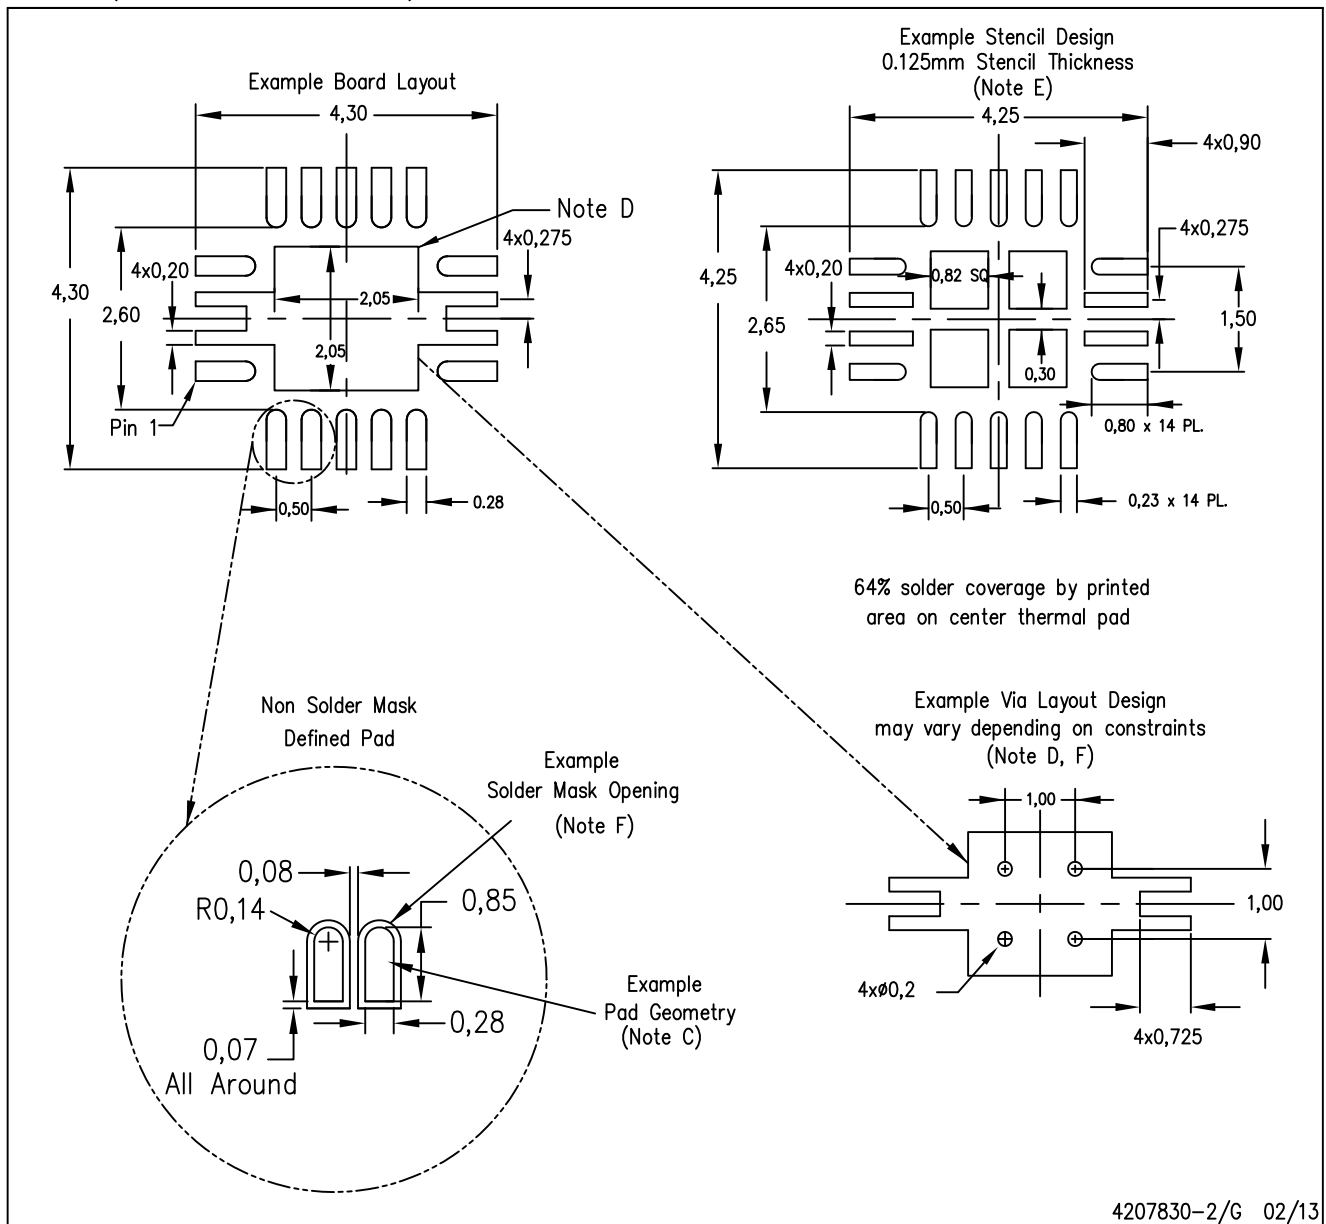 Example Board Layout
4,30
4,30
2,60
4x0,20
2,05
2,05
Note D
4x0,275
Pin 1
0,50
0.28
Example Stencil Design
0.125mm Stencil Thickness
(Note E)
4,25
4x0,90
4x0,275
4,25
2,65
4x0,20
0,82 SQ
0,30
1,50
0,80 x 14 PL.
0,50
0,23 x 14 PL.
64% solder coverage by printed
area on center thermal pad
Non Solder Mask
Defined Pad
Example
Solder Mask Opening
(Note F)
0,08
R0,14
0,85
0,28
0,07
All Around
Example
Pad Geometry
(Note C)
Example Via Layout Design
may vary depending on constraints
(Note D, F)
1,00
1,00
4xø0,2
4x0,725
4207830-2/G 02/13